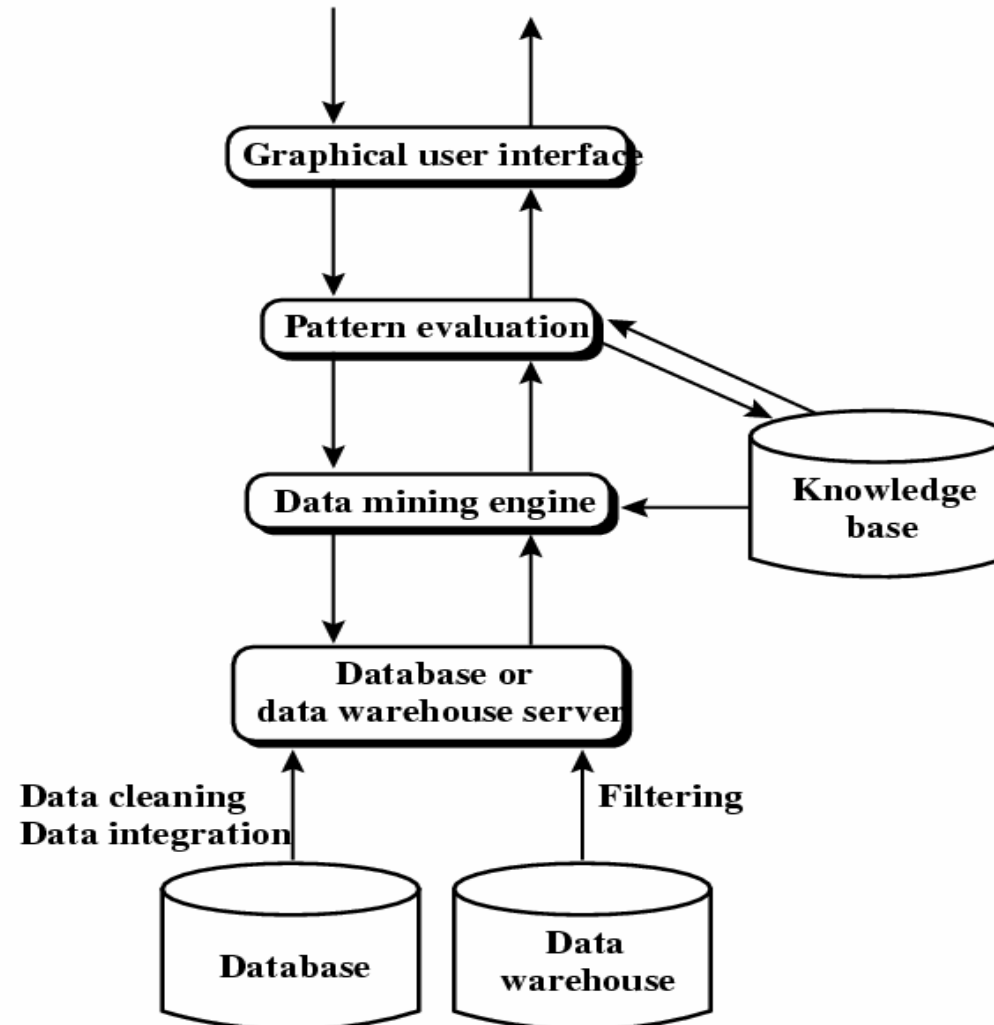 Graphical user interface
Pattern evaluation
Data mining engine
Knowledge
base
Database or
data warehouse server
Data cleaning
Data integration
Filtering
Database
Data
warehouse